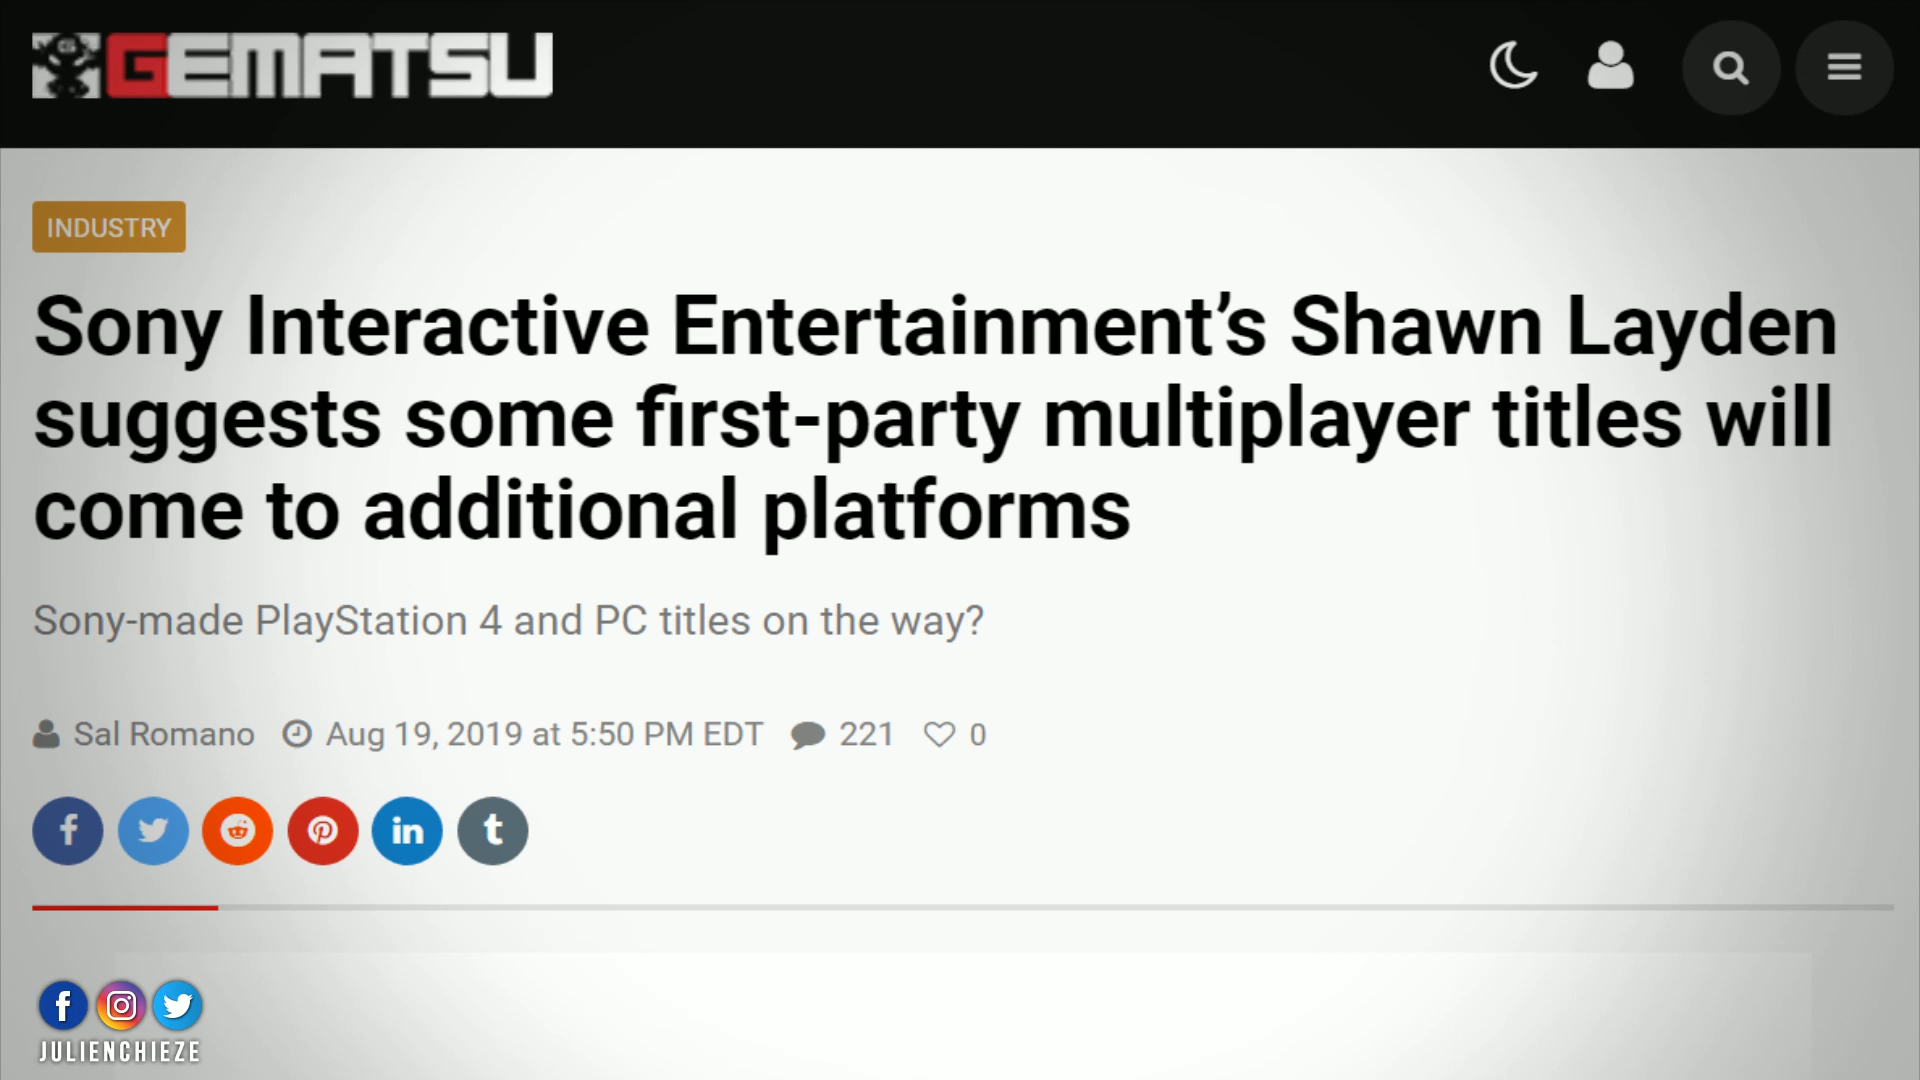 GEMATSU
INDUSTRY
Sony Interactive Entertainment’s Shawn Layden
suggests some first-party multiplayer titles will
come to additional platforms
Sony-made PlayStation 4 and PC titles on the way?
Sal Romano Aug 19, 2019 at 5:50 PM EDT 221 0
JULIENCHIEZE